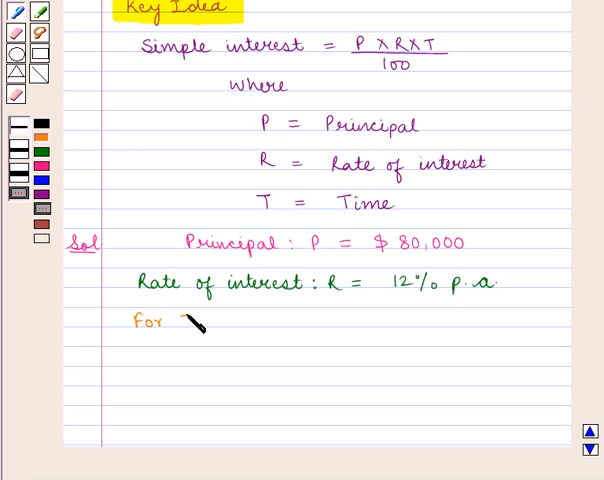 Key Idea
Simple interest = P X R X T
100
where
P = Principal
R = Rate of interest
T = Time
Sol Principal : P = $ 80,000
Rate of interest : R = 12% p.a.
For